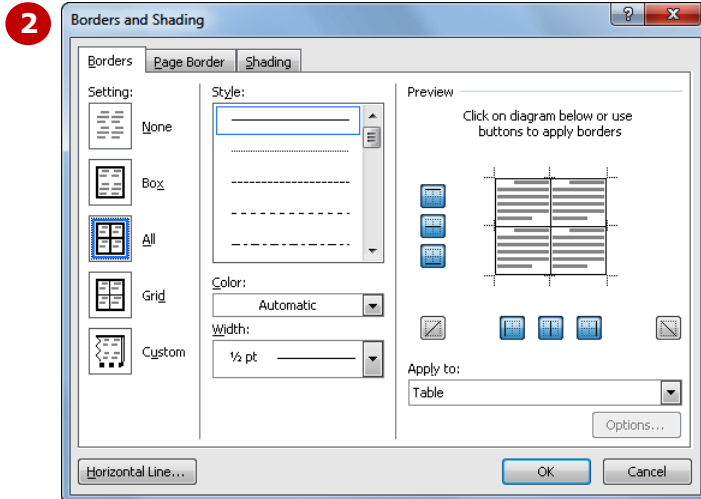 2
Borders and Shading
Borders
Page Border
Shading
Setting:
None
Box
All
Grid
Custom
Style:
Color:
Automatic
Width:
½ pt
Preview
Click on diagram below or use
buttons to apply borders
Apply to:
Table
Options...
Horizontal Line...
OK
Cancel